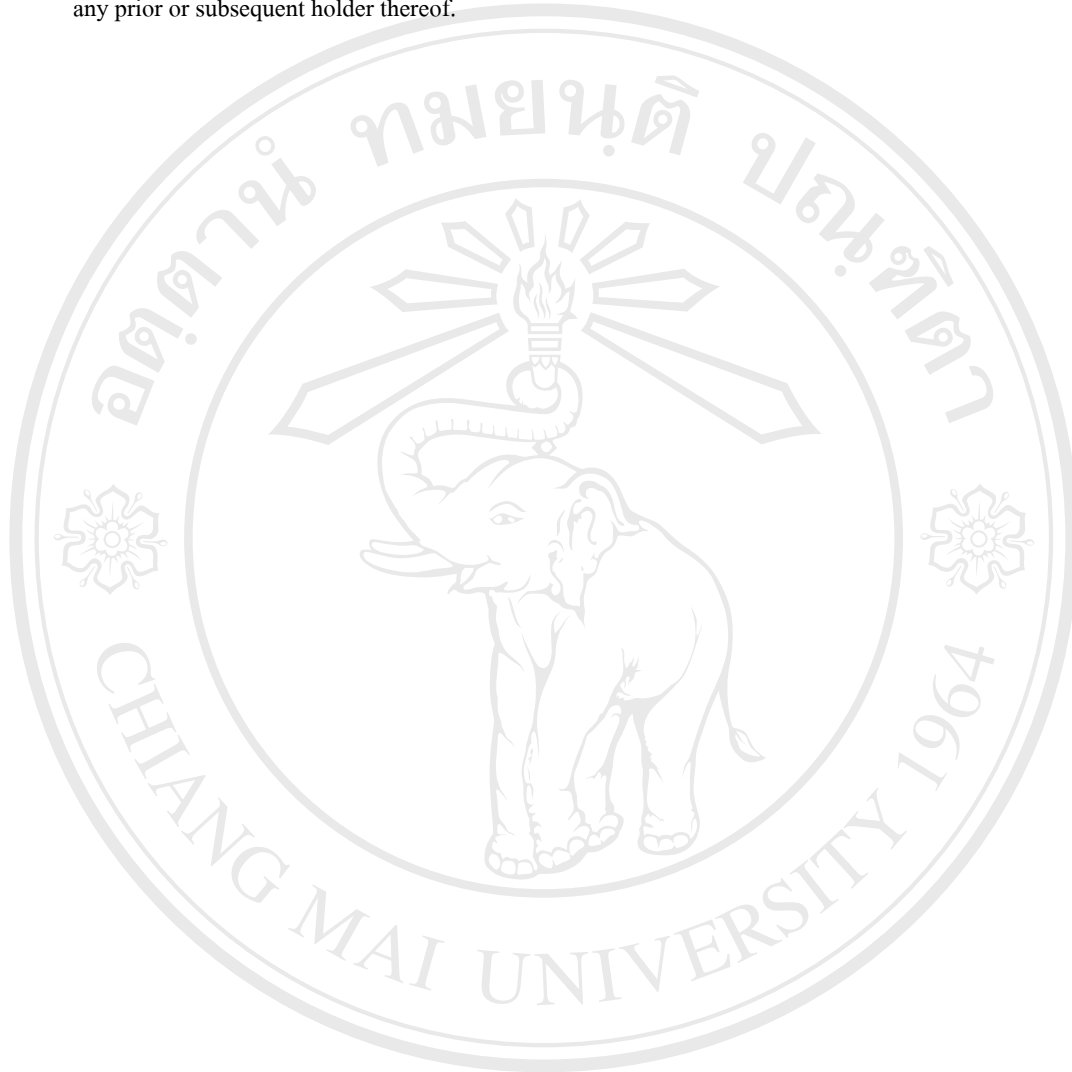 any prior or subsequent holder thereof.
อตฺตานํ ทมยนฺติ ปณฺฑิตา
CHIANG MAI UNIVERSITY 1964